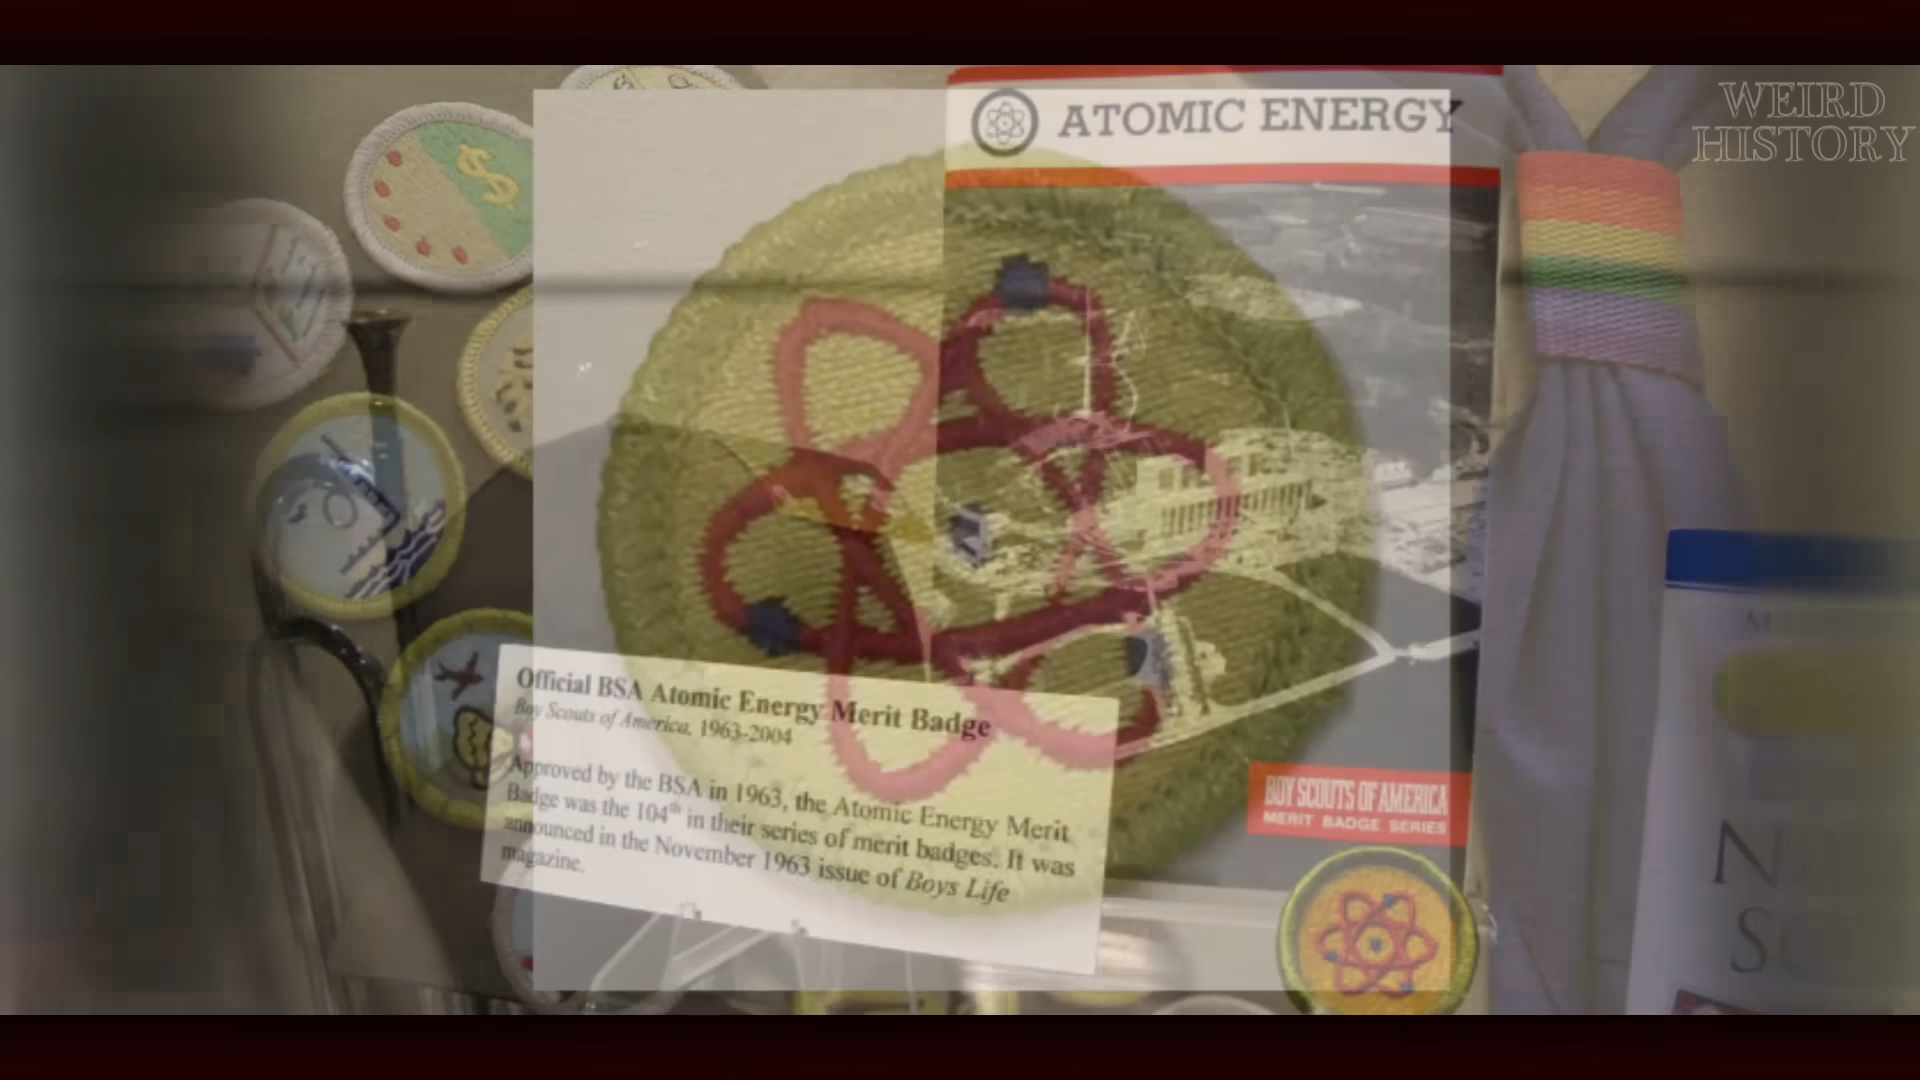 WEIRD
HISTORY
ATOMIC ENERGY
Official BSA Atomic Energy Merit Badge
Boy Scouts of America, 1963-2004
Approved by the BSA in 1963, the Atomic Energy Merit
Badge was the 104th in their series of merit badges. It was
announced in the November 1963 issue of Boys Life
magazine.
BOY SCOUTS OF AMERICA
MERIT BADGE SERIES